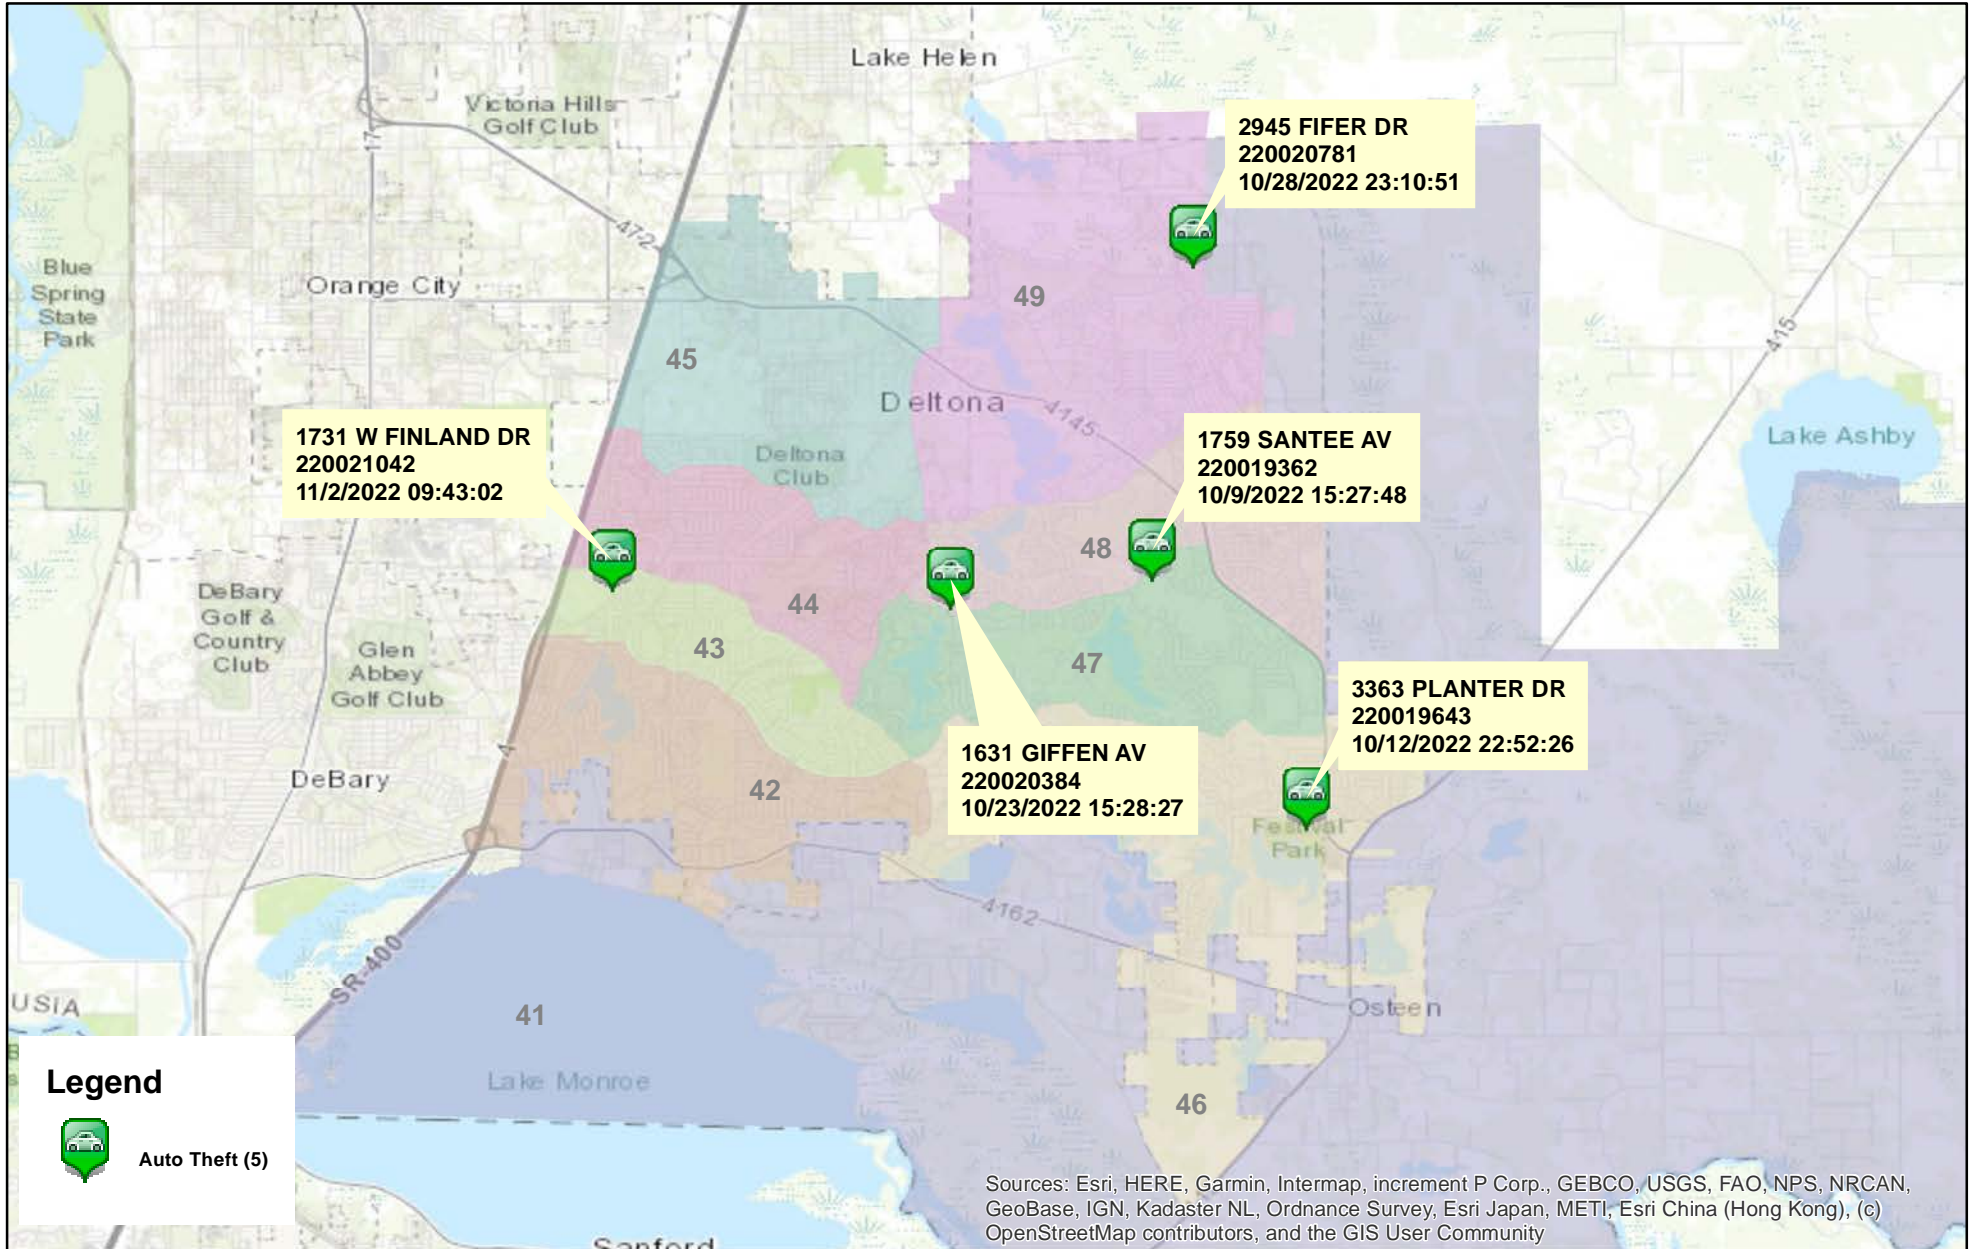 Lake Helen
Victoria Hills
Golf Club
17
2945 FIFER DR
220020781
10/28/2022 23:10:51
47-2
Blue
Spring
State
Park
Orange City
49
45
415
Deltona
4145
1731 W FINLAND DR
220021042
11/2/2022 09:43:02
Deltona
Club
1759 SANTEE AV
220019362
10/9/2022 15:27:48
Lake Ashby
48
DeBary
Golf &
Country
Club
44
43
Glen
Abbey
Golf Club
47
3363 PLANTER DR
220019643
10/12/2022 22:52:26
1631 GIFFEN AV
220020384
10/23/2022 15:28:27
4
DeBary
42
Festival
Park
4162
SR-400
USIA
41
Osteen
Lake Monroe
46
Legend
Auto Theft (5)
Sanford
Sources: Esri, HERE, Garmin, Intermap, increment P Corp., GEBCO, USGS, FAO, NPS, NRCAN,
GeoBase, IGN, Kadaster NL, Ordnance Survey, Esri Japan, METI, Esri China (Hong Kong), (c)
OpenStreetMap contributors, and the GIS User Community